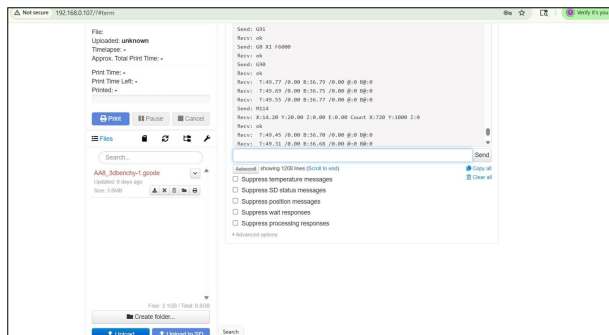 Not secure 192.168.0.107/?#term
Verify it's you
File:
Uploaded: unknown
Timelapse: -
Approx. Total Print Time: -
Print Time: -
Print Time Left: -
Printed: -
Print
Pause
Cancel
Files
Search...
AA8_3dbenchy-1.gcode
Updated: 8 days ago
Size: 3.6MB
Free: 5.1GB / Total: 6.8GB
Create folder...
Upload
Upload to SD
Send: G91
Recv: ok
Send: G0 X1 F6000
Recv: ok
Send: G90
Recv: ok
Recv: T:49.77 /0.00 B:36.79 /0.00 @:0 B@:0
Recv: T:49.69 /0.00 B:36.75 /0.00 @:0 B@:0
Recv: T:49.55 /0.00 B:36.77 /0.00 @:0 B@:0
Send: M114
Recv: X:14.20 Y:20.00 Z:0.00 E:0.00 Count X:720 Y:1000 Z:0
Recv: ok
Recv: T:49.45 /0.00 B:36.70 /0.00 @:0 B@:0
Recv: T:49.31 /0.00 B:36.68 /0.00 @:0 B@:0
Send
Autoscroll showing 1208 lines (Scroll to end)
Copy all
Clear all
Suppress temperature messages
Suppress SD status messages
Suppress position messages
Suppress wait responses
Suppress processing responses
Advanced options
Search